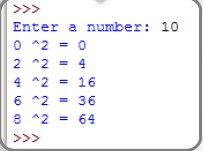 >>>
Enter a number: 10
0 ^2 = 0
2 ^2 = 4
4 ^2 = 16
6 ^2 = 36
8 ^2 = 64
>>>